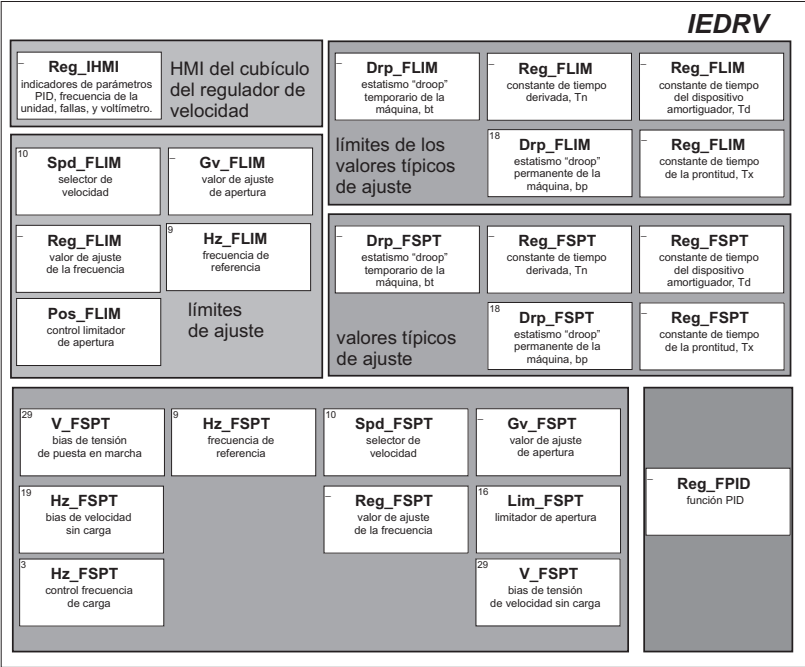 IEDRV
–
Reg_IHMI
indicadores de parámetros
PID, frecuencia de la
unidad, fallas, y voltímetro.
HMI del cubículo
del regulador de
velocidad
10
Spd_FLIM
selector de
velocidad
–
Gv_FLIM
valor de ajuste
de apertura
–
Reg_FLIM
valor de ajuste
de la frecuencia
9
Hz_FLIM
frecuencia de
referencia
Pos_FLIM
control limitador
de apertura
límites
de ajuste
–
Drp_FLIM
estatismo “droop”
temporario de la
máquina, bt
–
Reg_FLIM
constante de tiempo
derivada, Tn
–
Reg_FLIM
constante de tiempo
del dispositivo
amortiguador, Td
límites de los
valores típicos
de ajuste
18
Drp_FLIM
estatismo “droop”
permanente de la
máquina, bp
–
Reg_FLIM
constante de tiempo
de la prontitud, Tx
–
Drp_FSPT
estatismo “droop”
temporario de la
máquina, bt
–
Reg_FSPT
constante de tiempo
derivada, Tn
–
Reg_FSPT
constante de tiempo
del dispositivo
amortiguador, Td
valores típicos
de ajuste
18
Drp_FSPT
estatismo “droop”
permanente de la
máquina, bp
–
Reg_FSPT
constante de tiempo
de la prontitud, Tx
29
V_FSPT
bias de tensión
de puesta en marcha
9
Hz_FSPT
frecuencia de
referencia
10
Spd_FSPT
selector de
velocidad
–
Gv_FSPT
valor de ajuste
de apertura
19
Hz_FSPT
bias de velocidad
sin carga
–
Reg_FSPT
valor de ajuste
de la frecuencia
16
Lim_FSPT
limitador de apertura
3
Hz_FSPT
control frecuencia
de carga
29
V_FSPT
bias de tensión
de velocidad sin carga
–
Reg_FPID
función PID